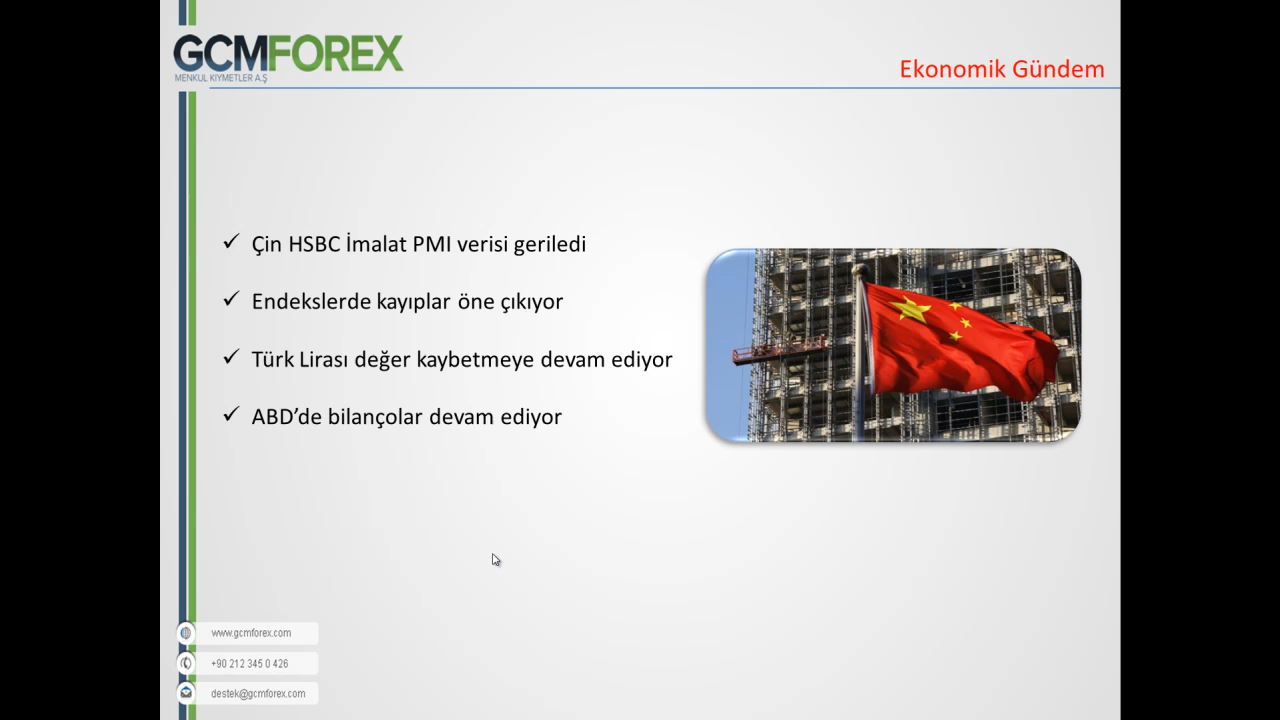 GCMFOREX
MENKUL KIYMETLER A.Ş
Ekonomik Gündem
Çin HSBC İmalat PMI verisi geriledi
Endekslerde kayıplar öne çıkıyor
Türk Lirası değer kaybetmeye devam ediyor
ABD’de bilançolar devam ediyor
www.gcmforex.com
+90 212 345 0 426
destek@gcmforex.com